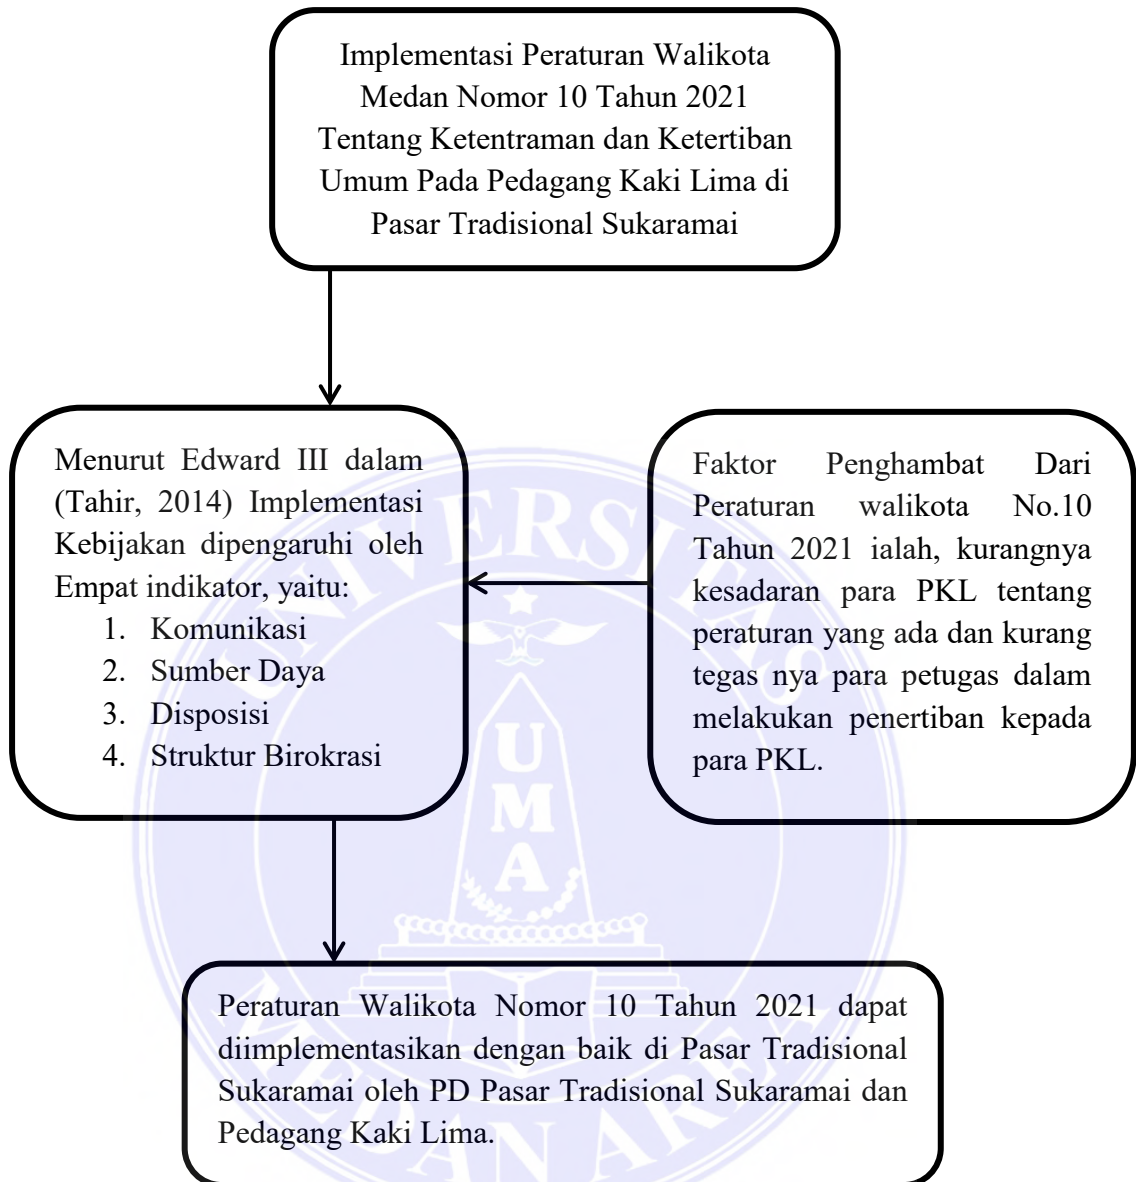 Implementasi Peraturan Walikota
Medan Nomor 10 Tahun 2021
Tentang Ketentraman dan Ketertiban
Umum Pada Pedagang Kaki Lima di
Pasar Tradisional Sukaramai
Menurut Edward III dalam
(Tahir, 2014) Implementasi
Kebijakan dipengaruhi oleh
Empat indikator, yaitu:
1. Komunikasi
2. Sumber Daya
3. Disposisi
4. Struktur Birokrasi
Faktor Penghambat Dari
Peraturan walikota No.10
Tahun 2021 ialah, kurangnya
kesadaran para PKL tentang
peraturan yang ada dan kurang
tegas nya para petugas dalam
melakukan penertiban kepada
para PKL.
Peraturan Walikota Nomor 10 Tahun 2021 dapat
diimplementasikan dengan baik di Pasar Tradisional
Sukaramai oleh PD Pasar Tradisional Sukaramai dan
Pedagang Kaki Lima.
UNIVERSITAS
UMA
MEDAN AREA